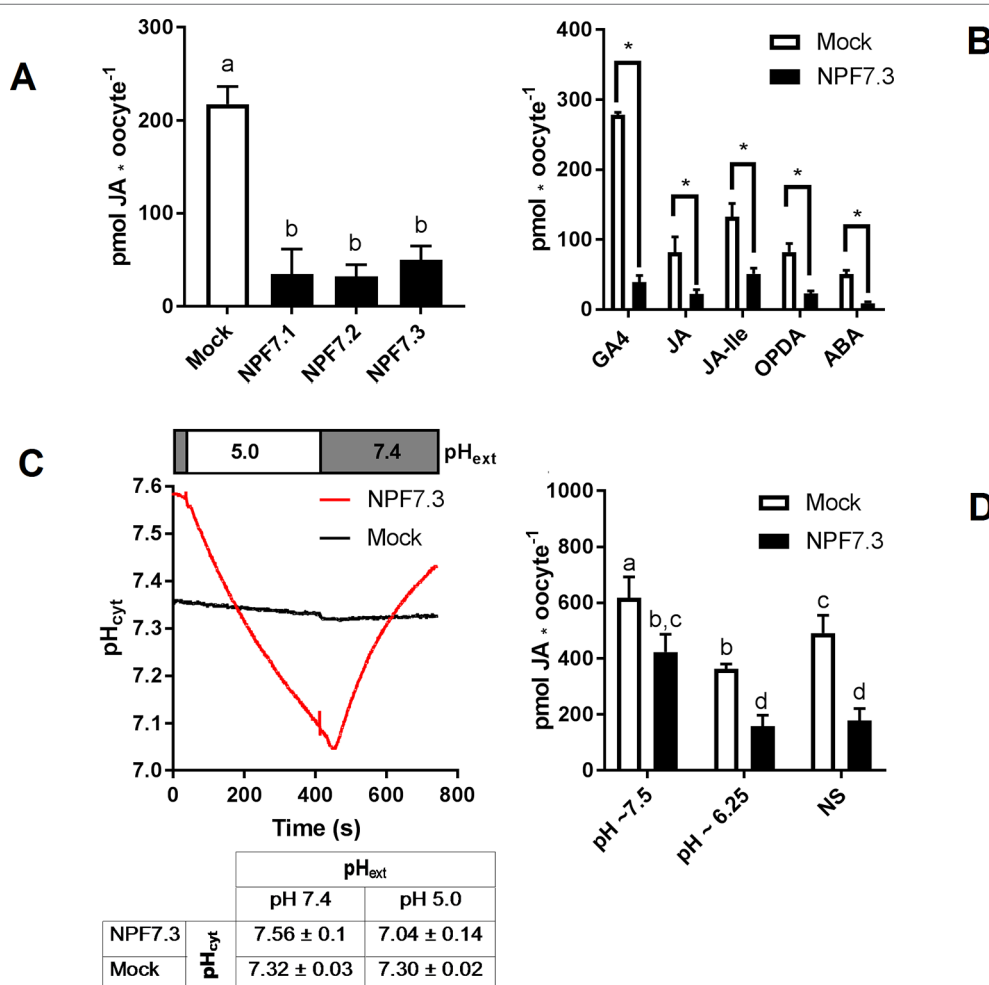 A
300
200
100
0
pmol JA * oocyte-1
a
b
b
b
Mock
NPF7.1
NPF7.2
NPF7.3
B
400
300
200
100
0
pmol * oocyte-1
Mock
NPF7.3
*
*
*
*
*
GA4
JA
JA-Ile
OPDA
ABA
C
5.0
7.4
pHext
7.6
7.5
7.4
7.3
7.2
7.1
7.0
pHcyt
NPF7.3
Mock
0
200
400
600
800
Time (s)
pHext
pH 7.4
pH 5.0
NPF7.3
pHcyt
7.56 ± 0.1
7.04 ± 0.14
Mock
7.32 ± 0.03
7.30 ± 0.02
D
1000
800
600
400
200
0
pmol JA * oocyte-1
Mock
NPF7.3
a
b,c
b
d
c
d
pH ~7.5
pH ~ 6.25
NS